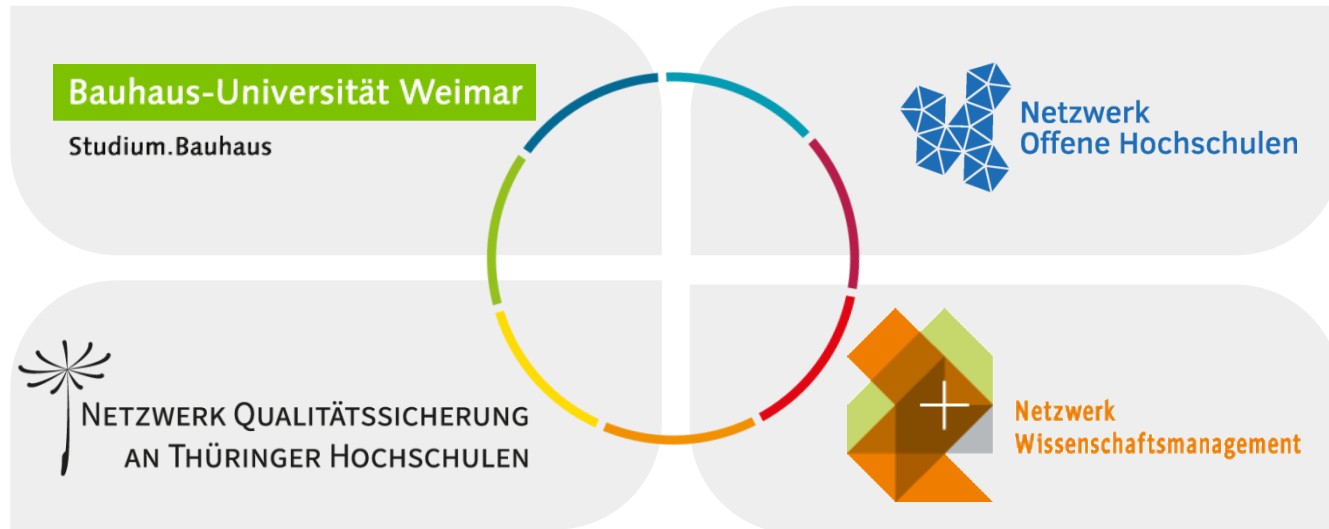 Bauhaus-Universität Weimar
Studium.Bauhaus
Netzwerk
Offene Hochschulen
Netzwerk Qualitätssicherung
an Thüringer Hochschulen
Netzwerk
Wissenschaftsmanagement